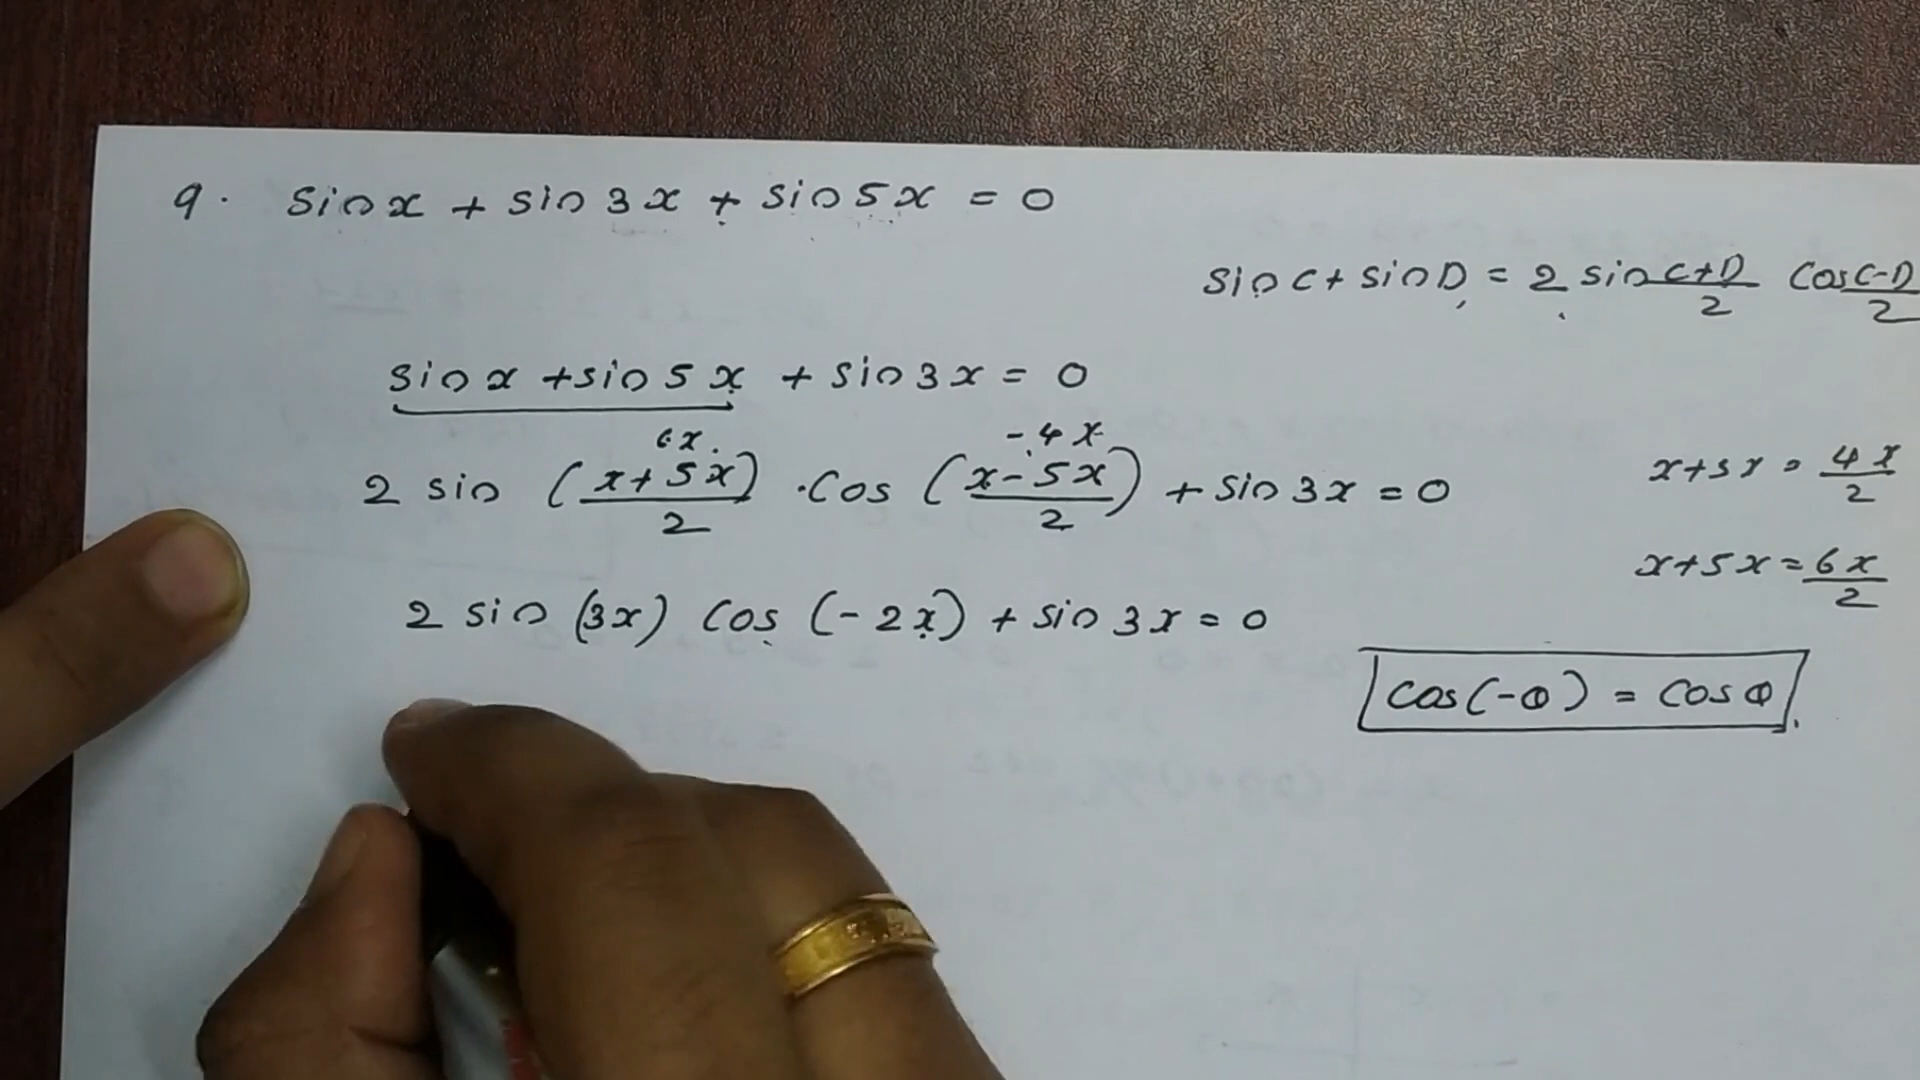 9. sin x + sin 3x + sin 5x = 0
sin C + sin D = 2 sin C+D/2 cos C-D/2
sin x + sin 5x + sin 3x = 0
6x -4x
2 sin (x+5x/2) . cos (x-5x/2) + sin 3x = 0
x+3x = 4x/2
x+5x = 6x/2
2 sin (3x) cos (-2x) + sin 3x = 0
cos(-θ) = cos θ